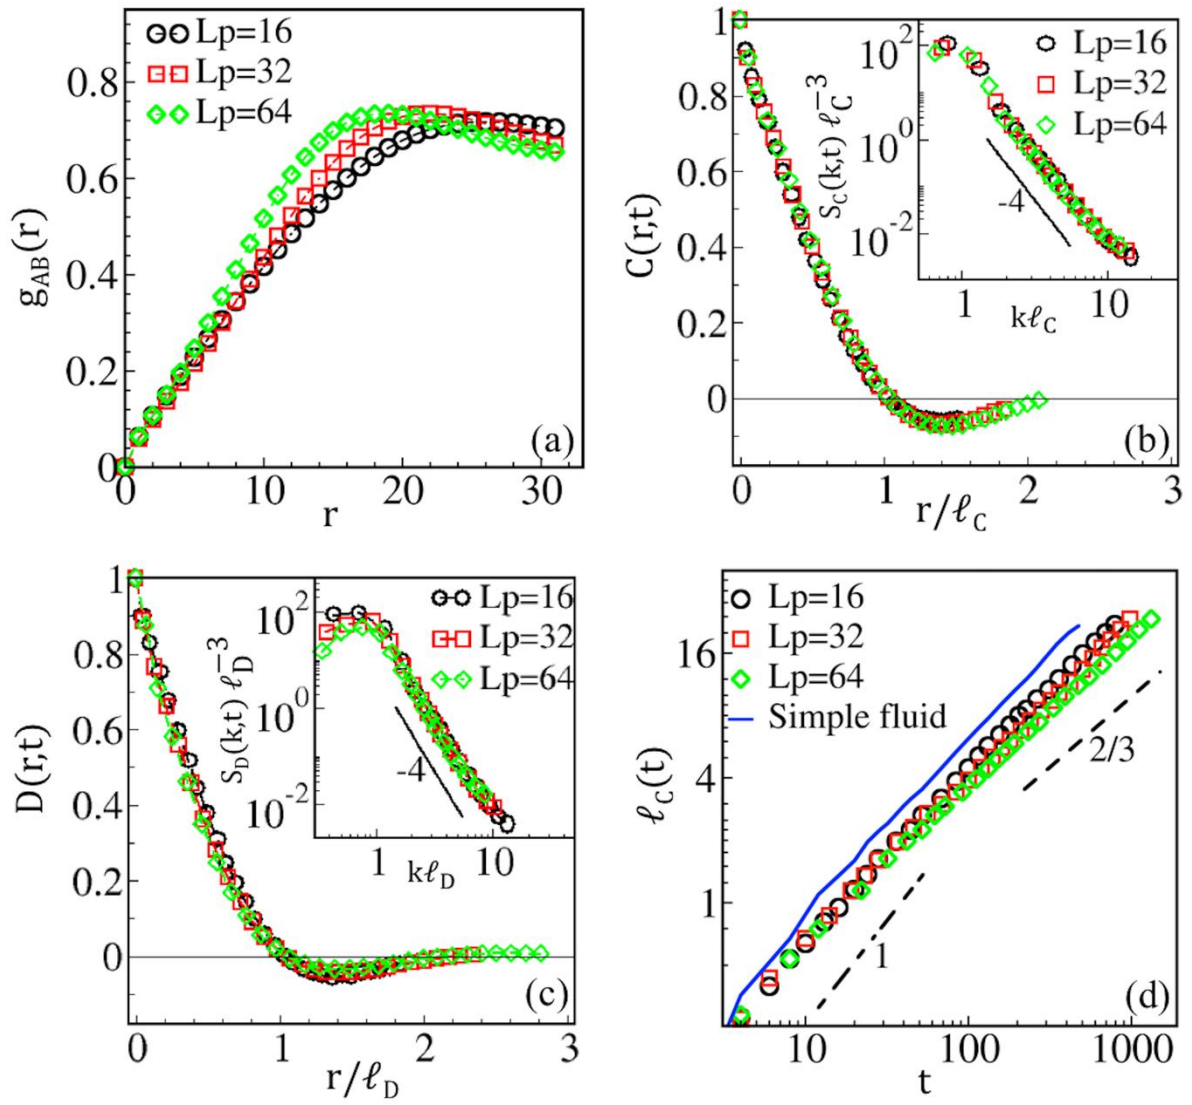 Lp=16
Lp=32
Lp=64
0.8
0.6
0.4
0.2
0
g_AB(r)
0 10 20 30
r
(a)
1
0.8
0.6
0.4
0.2
0
C(r,t)
0 1 2 3
r/ℓ_C
(b)
Lp=16
Lp=32
Lp=64
10^2
10^0
10^-2
S_C(k,t) ℓ_C^-3
-4
1 10
kℓ_C
1
0.8
0.6
0.4
0.2
0
D(r,t)
0 1 2 3
r/ℓ_D
(c)
Lp=16
Lp=32
Lp=64
10^2
10^0
10^-2
S_D(k,t) ℓ_D^-3
-4
1 10
kℓ_D
Lp=16
Lp=32
Lp=64
Simple fluid
16
4
1
ℓ_C(t)
2/3
1
10 100 1000
t
(d)